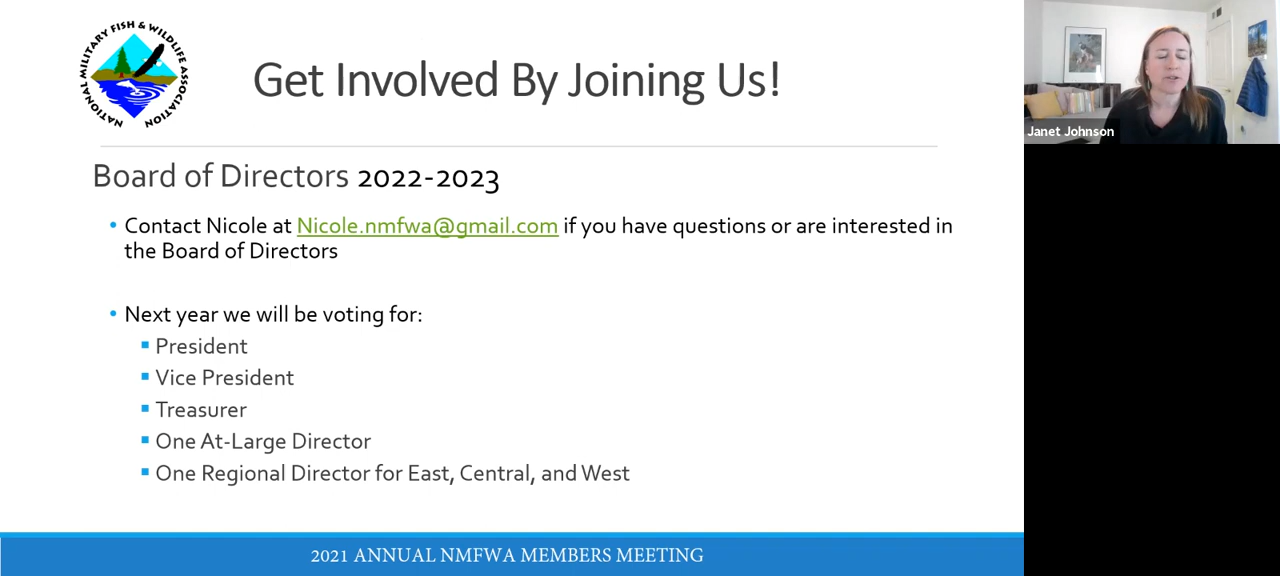 NATIONAL MILITARY FISH & WILDLIFE ASSOCIATION
Get Involved By Joining Us!
Janet Johnson
Board of Directors 2022-2023
• Contact Nicole at Nicole.nmfwa@gmail.com if you have questions or are interested in
the Board of Directors
• Next year we will be voting for:
▪ President
▪ Vice President
▪ Treasurer
▪ One At-Large Director
▪ One Regional Director for East, Central, and West
2021 ANNUAL NMFWA MEMBERS MEETING